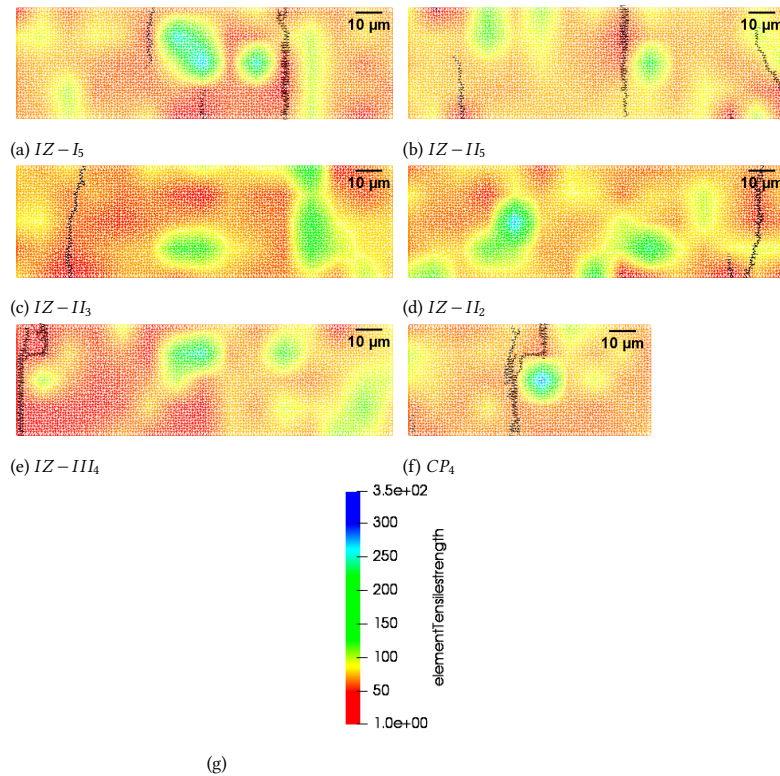 10 µm
10 µm
(a) IZ − I₅
(b) IZ − II₅
10 µm
10 µm
(c) IZ − II₃
(d) IZ − II₂
10 µm
10 µm
(e) IZ − III₄
(f) CP₄
3.5e+02
300
250
200
150
100
50
1.0e+00
elementTensilestrength
(g)